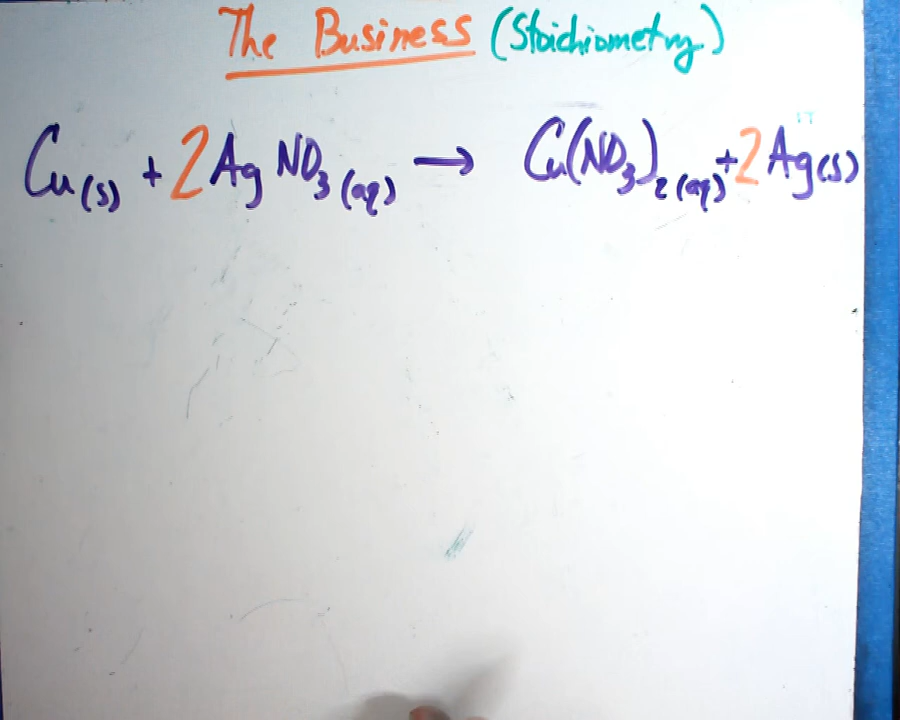 The Business (Stoichiometry)
Cu(s) + 2AgNO3(aq) → Cu(NO3)2(aq) + 2Ag(s)